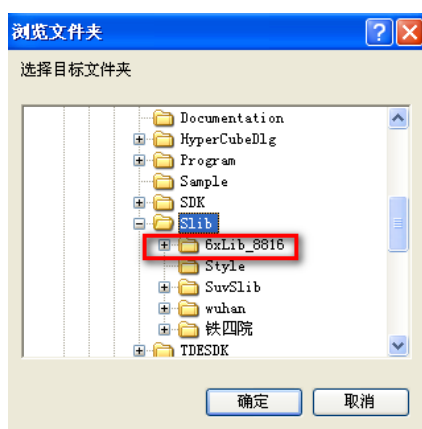 浏览文件夹
选择目标文件夹
Documentation
HyperCubeDlg
Program
Sample
SDK
Slib
6xLib_8816
Style
SuvSlib
wuhan
铁四院
TDESDK
确定
取消